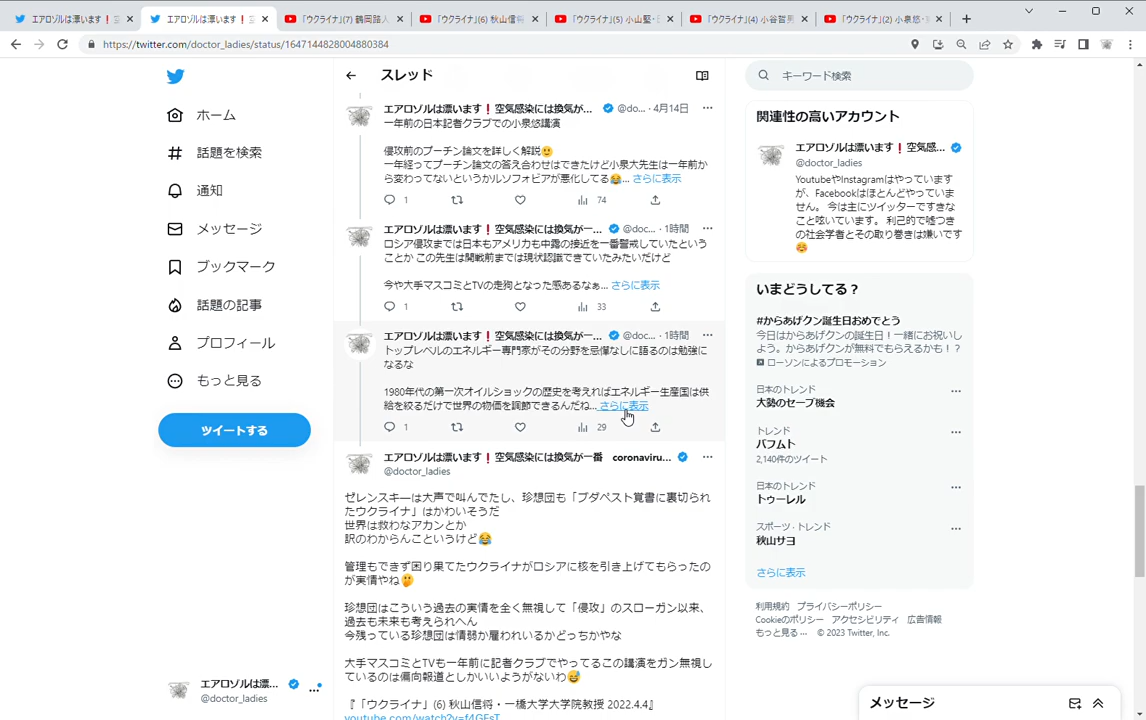 エアロゾルは漂います❗空
エアロゾルは漂います❗空
「ウクライナ」(7) 鶴岡路人
「ウクライナ」(6) 秋山信将
「ウクライナ」(5) 小山堅・
「ウクライナ」(4) 小谷哲男
「ウクライナ」(2) 小泉悠・
https://twitter.com/doctor_ladies/status/1647144828004880384
ホーム
話題を検索
通知
メッセージ
ブックマーク
話題の記事
プロフィール
もっと見る
ツイートする
エアロゾルは漂...
@doctor_ladies
スレッド
エアロゾルは漂います❗空気感染には換気が... @do... · 4月14日
一年前の日本記者クラブでの小泉悠講演
侵攻前のプーチン論文を詳しく解説🙂
一年経ってプーチン論文の答え合わせはできたけど小泉大先生は一年前か
ら変わってないというかルソフォビアが悪化してる😂... さらに表示
1 74
エアロゾルは漂います❗空気感染には換気が一... @doc... · 1時間
ロシア侵攻までは日本もアメリカも中露の接近を一番警戒していたという
ことか この先生は開戦前までは現状認識できていたみたいだけど
今や大手マスコミとTVの走狗となった感あるなぁ... さらに表示
1 33
エアロゾルは漂います❗空気感染には換気が一... @doc... · 1時間
トップレベルのエネルギー専門家がその分野を忌憚なしに語るのは勉強に
なるな
1980年代の第一次オイルショックの歴史を考えればエネルギー生産国は供
給を絞るだけで世界の物価を調節できるんだね... さらに表示
1 29
エアロゾルは漂います❗空気感染には換気が一番 coronaviru...
@doctor_ladies
ゼレンスキーは大声で叫んでたし、珍想団も「ブダペスト覚書に裏切られ
たウクライナ」はかわいそうだ
世界は救わなアカンとか
訳のわからんこというけど😂
管理もできず困り果てたウクライナがロシアに核を引き上げてもらったの
が実情やね🤭
珍想団はこういう過去の実情を全く無視して「侵攻」のスローガン以来、
過去も未来も考えられへん
今残っている珍想団は情弱か雇われいるかどっちかやな
大手マスコミとTVも一年前に記者クラブでやってるこの講演をガン無視し
ているのは偏向報道としかいいようがないわ😅
『「ウクライナ」(6) 秋山信将・一橋大学大学院教授 2022.4.4』
youtube.com/watch?v=f4GFsT
キーワード検索
関連性の高いアカウント
エアロゾルは漂います❗空気感...
@doctor_ladies
YoutubeやInstagramはやっています
が、Facebookはほとんどやっていま
せん。 今は主にツイッターですきな
こと呟いています。 利己的で嘘つき
の社会学者とその取り巻きは嫌いです
☺️
いまどうしてる？
#からあげクン誕生日おめでとう
今日はからあげクンの誕生日！一緒にお祝いし
よう。からあげクンが無料でもらえるかも！？
ローソンによるプロモーション
日本のトレンド
大勢のセーブ機会
トレンド
バフムト
2,140件のツイート
日本のトレンド
トゥーレル
スポーツ · トレンド
秋山サヨ
さらに表示
利用規約 プライバシーポリシー
Cookieのポリシー アクセシビリティ 広告情報
もっと見る… © 2023 Twitter, Inc.
メッセージ